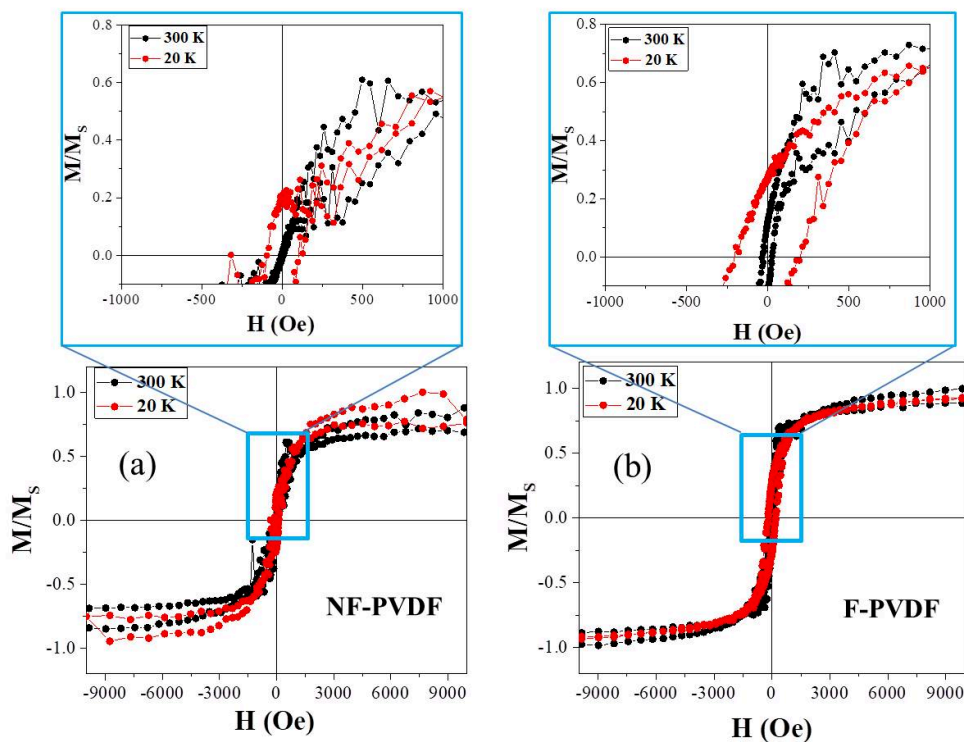 0.8
300 K
20 K
0.6
0.4
0.2
0.0
M/Ms
-1000
-500
0
500
1000
H (Oe)
0.8
300 K
20 K
0.6
0.4
0.2
0.0
M/Ms
-1000
-500
0
500
1000
H (Oe)
1.0
300 K
20 K
0.5
(a)
0.0
M/Ms
-0.5
NF-PVDF
-1.0
-9000
-6000
-3000
0
3000
6000
9000
H (Oe)
1.0
300 K
20 K
0.5
(b)
0.0
M/Ms
-0.5
F-PVDF
-1.0
-9000
-6000
-3000
0
3000
6000
9000
H (Oe)